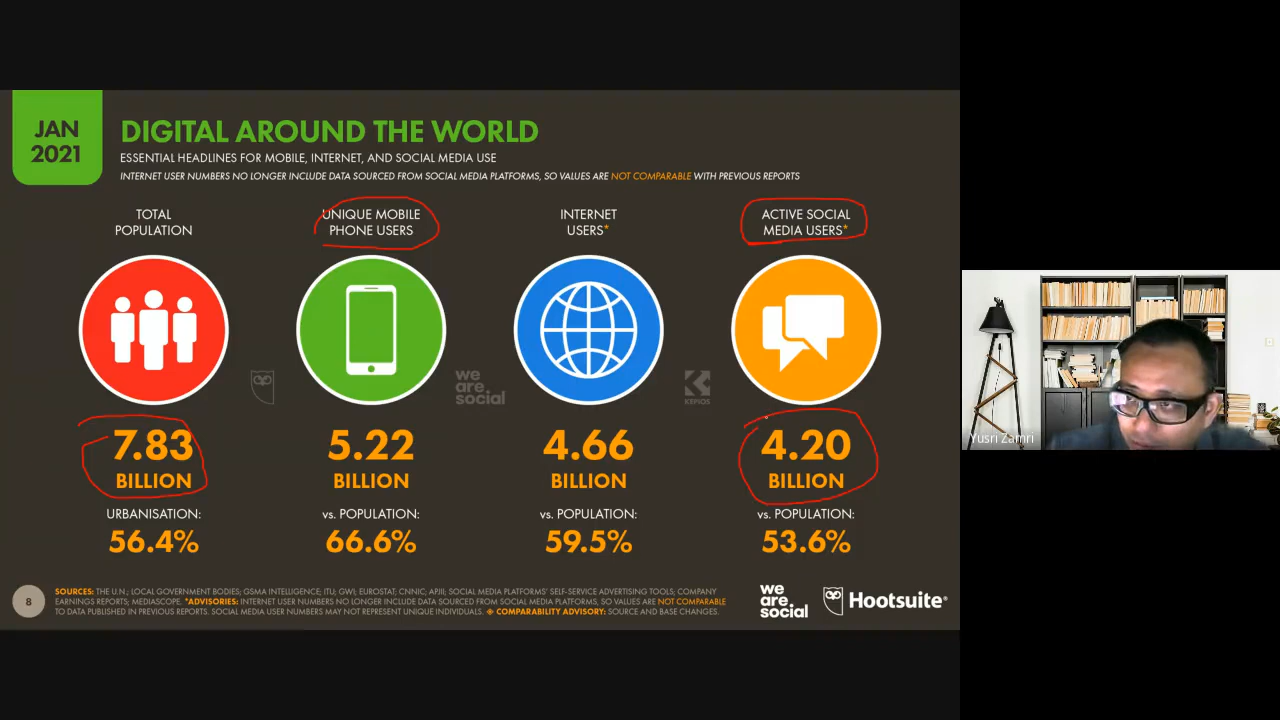 JAN
2021
DIGITAL AROUND THE WORLD
ESSENTIAL HEADLINES FOR MOBILE, INTERNET, AND SOCIAL MEDIA USE
INTERNET USER NUMBERS NO LONGER INCLUDE DATA SOURCED FROM SOCIAL MEDIA PLATFORMS, SO VALUES ARE NOT COMPARABLE WITH PREVIOUS REPORTS
TOTAL
POPULATION
7.83
BILLION
URBANISATION:
56.4%
UNIQUE MOBILE
PHONE USERS
5.22
BILLION
vs. POPULATION:
66.6%
INTERNET
USERS*
4.66
BILLION
vs. POPULATION:
59.5%
ACTIVE SOCIAL
MEDIA USERS*
4.20
BILLION
vs. POPULATION:
53.6%
we
are
social
KEPIOS
8
SOURCES: THE U.N.; LOCAL GOVERNMENT BODIES; GSMA INTELLIGENCE; ITU; GWI; EUROSTAT; CNNIC; APJII; SOCIAL MEDIA PLATFORMS' SELF-SERVICE ADVERTISING TOOLS; COMPANY
EARNINGS REPORTS; MEDIASCOPE. *ADVISORIES: INTERNET USER NUMBERS NO LONGER INCLUDE DATA SOURCED FROM SOCIAL MEDIA PLATFORMS, SO VALUES ARE NOT COMPARABLE
TO DATA PUBLISHED IN PREVIOUS REPORTS. SOCIAL MEDIA USER NUMBERS MAY NOT REPRESENT UNIQUE INDIVIDUALS. COMPARABILITY ADVISORY: SOURCE AND BASE CHANGES.
we
are
social
Hootsuite®
Yusri Zamri